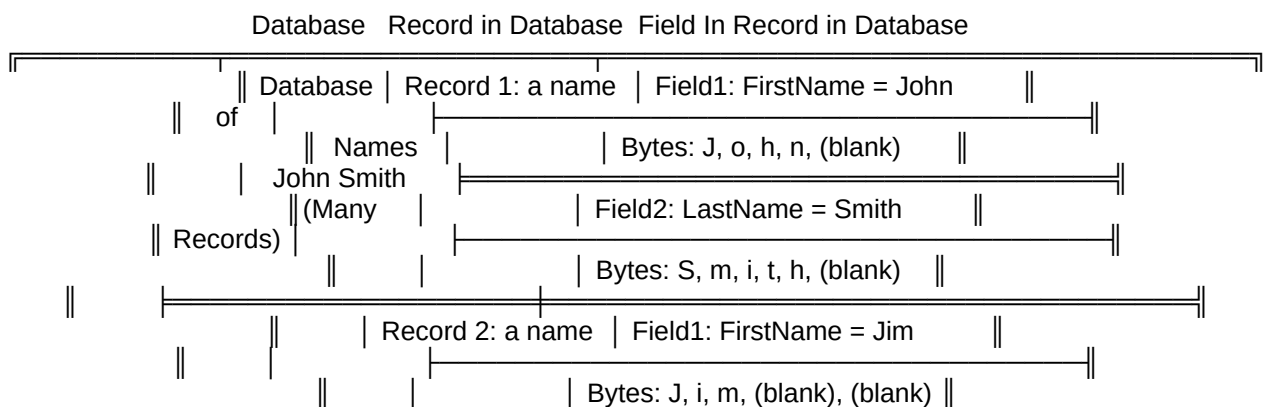 Database Record in Database Field In Record in Database
Database Record 1: a name Field1: FirstName = John
of
Names Bytes: J, o, h, n, (blank)
John Smith
(Many Field2: LastName = Smith
Records)
Bytes: S, m, i, t, h, (blank)
Record 2: a name Field1: FirstName = Jim
Bytes: J, i, m, (blank), (blank)